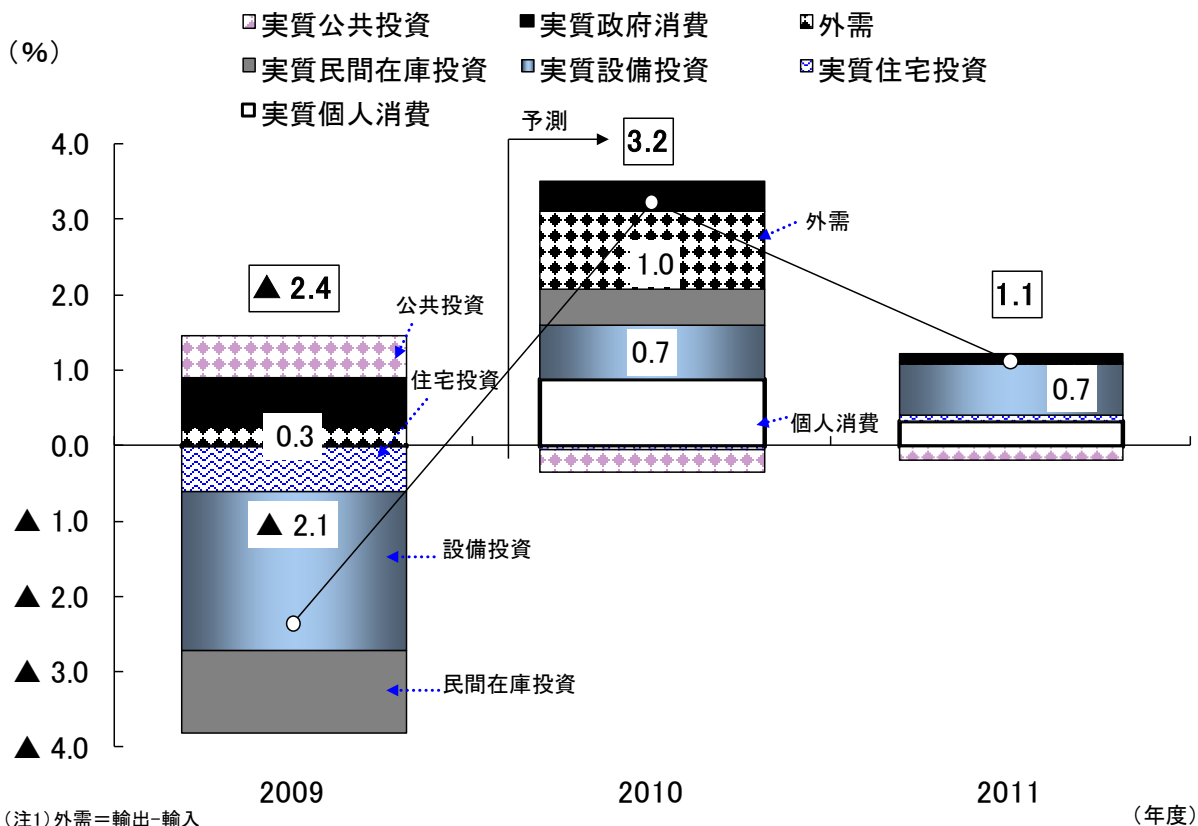 実質公共投資 実質政府消費 外需
(%)
実質民間在庫投資 実質設備投資 実質住宅投資
実質個人消費
予測
4.0
3.2
3.0
外需
1.0
▲ 2.4
1.1
2.0
公共投資
0.7
1.0
住宅投資
0.7
個人消費
0.3
0.0
▲ 2.1
▲ 1.0
設備投資
▲ 2.0
▲ 3.0
民間在庫投資
▲ 4.0
2009 2010 2011
(注1)外需=輸出-輸入
(年度)